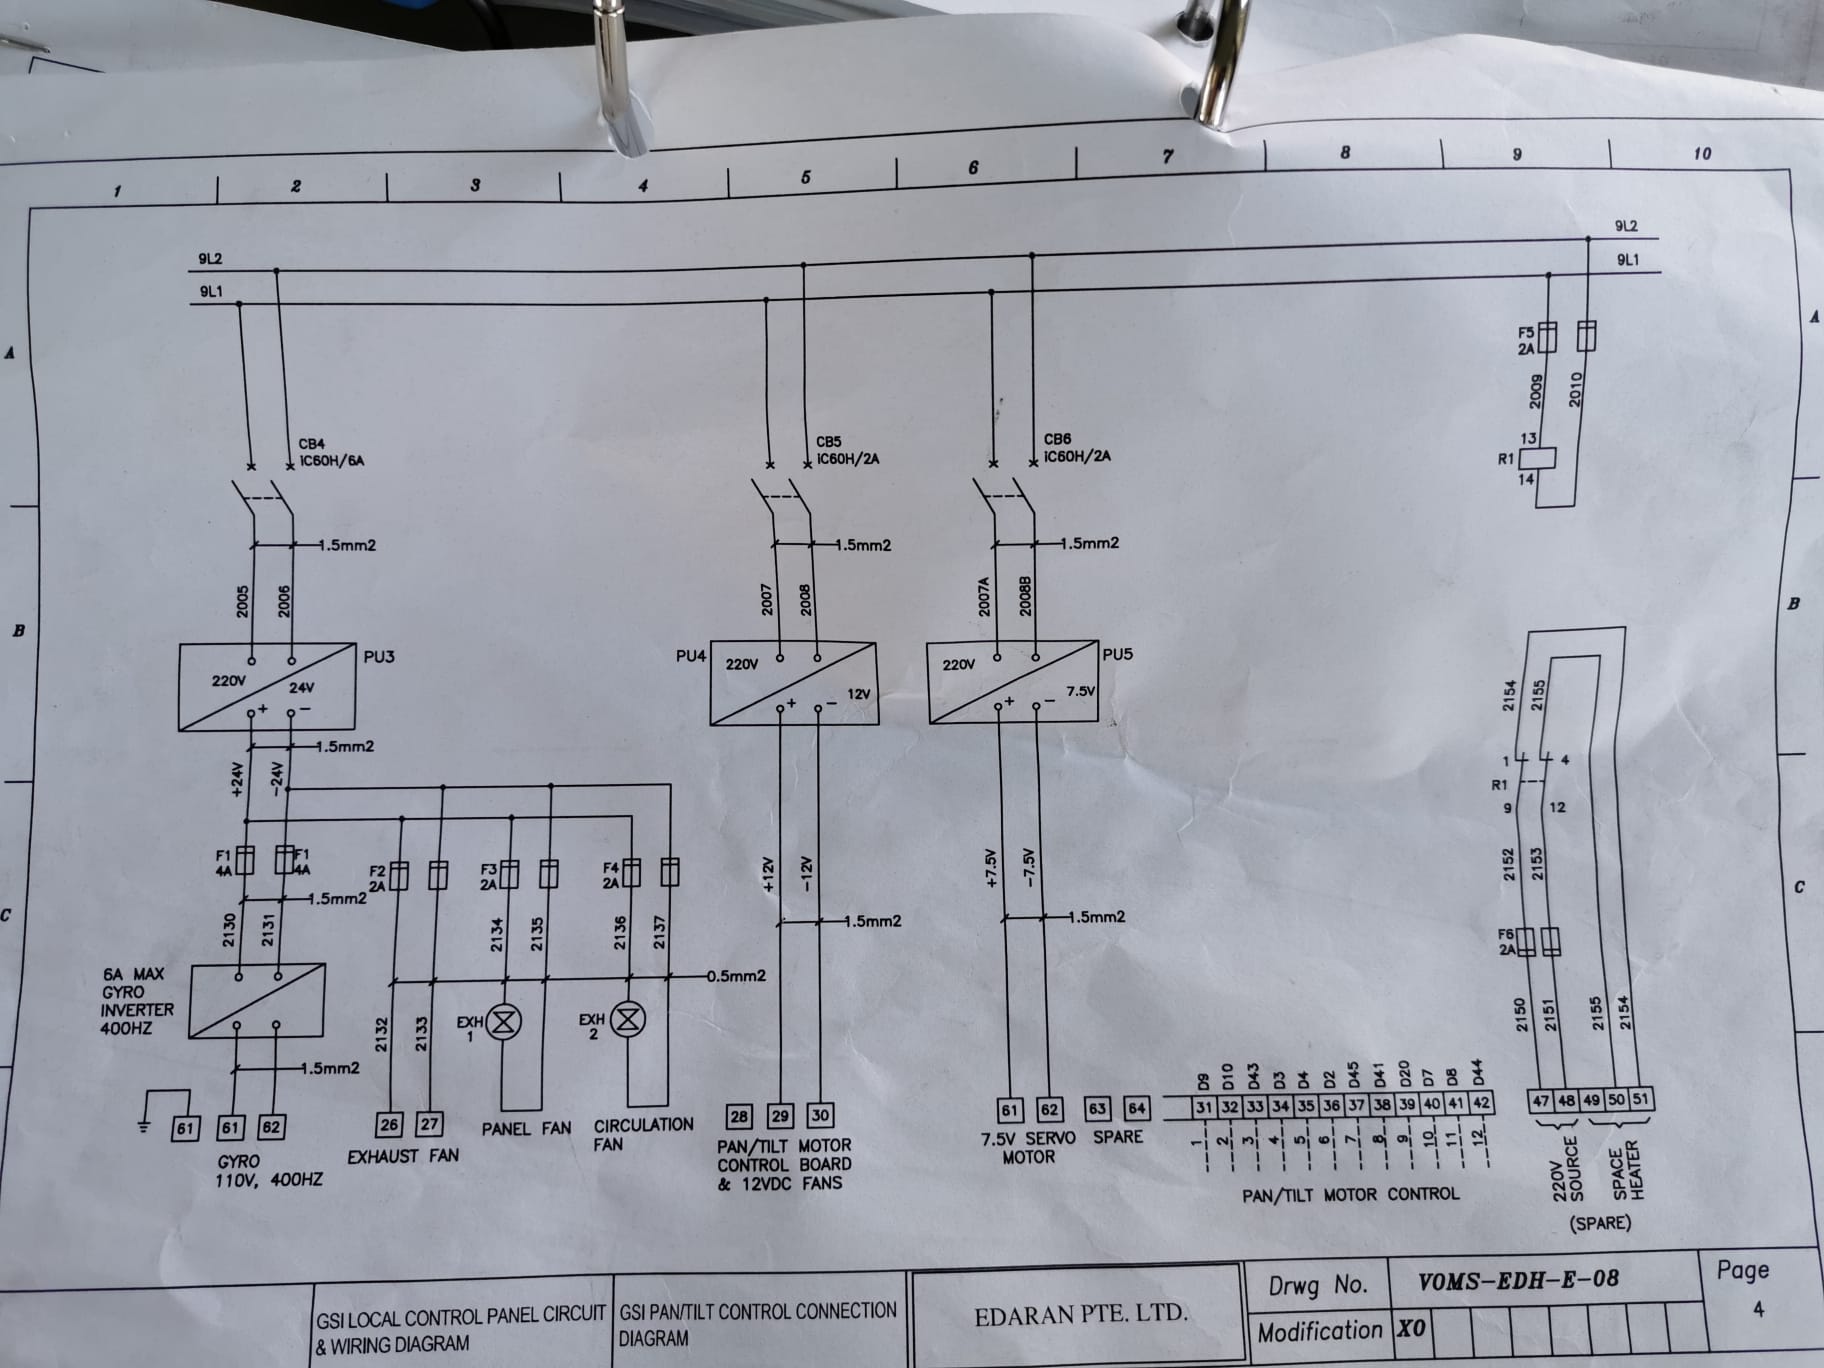 1 2 3 4 5 6 7 8 9 10
9L2 9L2
9L1 9L1
A A
F5
2A
2009 2010
13
R1
14
CB4
iC60H/6A
CB5
iC60H/2A
CB6
iC60H/2A
1.5mm2 1.5mm2 1.5mm2
2005 2006 2007 2008 2007A 2008B
B B
PU3
220V
24V
+ −
PU4
220V
12V
+ −
PU5
220V
7.5V
+ −
1.5mm2
+24V −24V
2154 2155
1 4
R1
9 12
2152 2153
F1
4A
F1
4A
F2
2A
F3
2A
F4
2A
+12V −12V
+7.5V −7.5V
C C
1.5mm2 1.5mm2 1.5mm2
2130 2131 2134 2135 2136 2137
F6
2A
6A MAX
GYRO
INVERTER
400HZ
0.5mm2
2132 2133
EXH
1
EXH
2
2150 2151 2155 2154
1.5mm2
D9 D10 D43 D3 D4 D2 D45 D41 D20 D7 D8 D44
61 61 62 26 27 28 29 30 61 62 63 64 31 32 33 34 35 36 37 38 39 40 41 42 47 48 49 50 51
1 2 3 4 5 6 7 8 9 10 11 12
GYRO
110V, 400HZ
EXHAUST FAN
PANEL FAN
CIRCULATION
FAN
PAN/TILT MOTOR
CONTROL BOARD
& 12VDC FANS
7.5V SERVO
MOTOR
SPARE
PAN/TILT MOTOR CONTROL
220V
SOURCE
SPACE
HEATER
(SPARE)
GSI LOCAL CONTROL PANEL CIRCUIT
& WIRING DIAGRAM
GSI PAN/TILT CONTROL CONNECTION
DIAGRAM
EDARAN PTE. LTD.
Drwg No. VOMS-EDH-E-08
Modification X0
Page
4